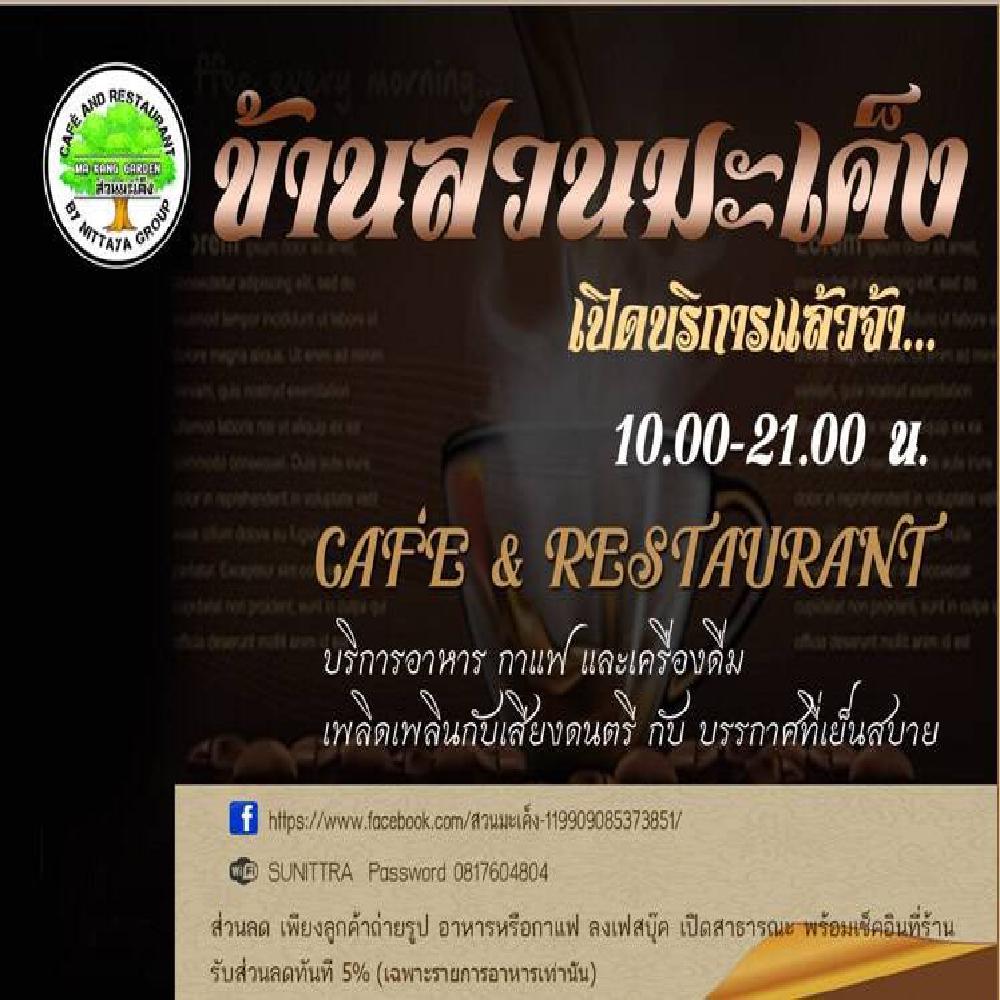 ffee every morning...
CAFÉ AND RESTAURANT
MA KANG GARDEN
สวนมะเค็ง
BY NITTAYA GROUP
บ้านสวนมะเค็ง
เปิดบริการแล้วจ้า...
10.00-21.00 น.
CAFE & RESTAURANT
บริการอาหาร กาแฟ และเครื่องดื่ม
เพลิดเพลินกับเสียงดนตรี กับ บรรกาศที่เย็นสบาย
https://www.facebook.com/สวนมะเค็ง-119909085373851/
WiFi SUNITTRA Password 0817604804
ส่วนลด เพียงลูกค้าถ่ายรูป อาหารหรือกาแฟ ลงเฟสบุ๊ค เปิดสาธารณะ พร้อมเช็คอินที่ร้าน
รับส่วนลดทันที 5% (เฉพาะรายการอาหารเท่านั้น)